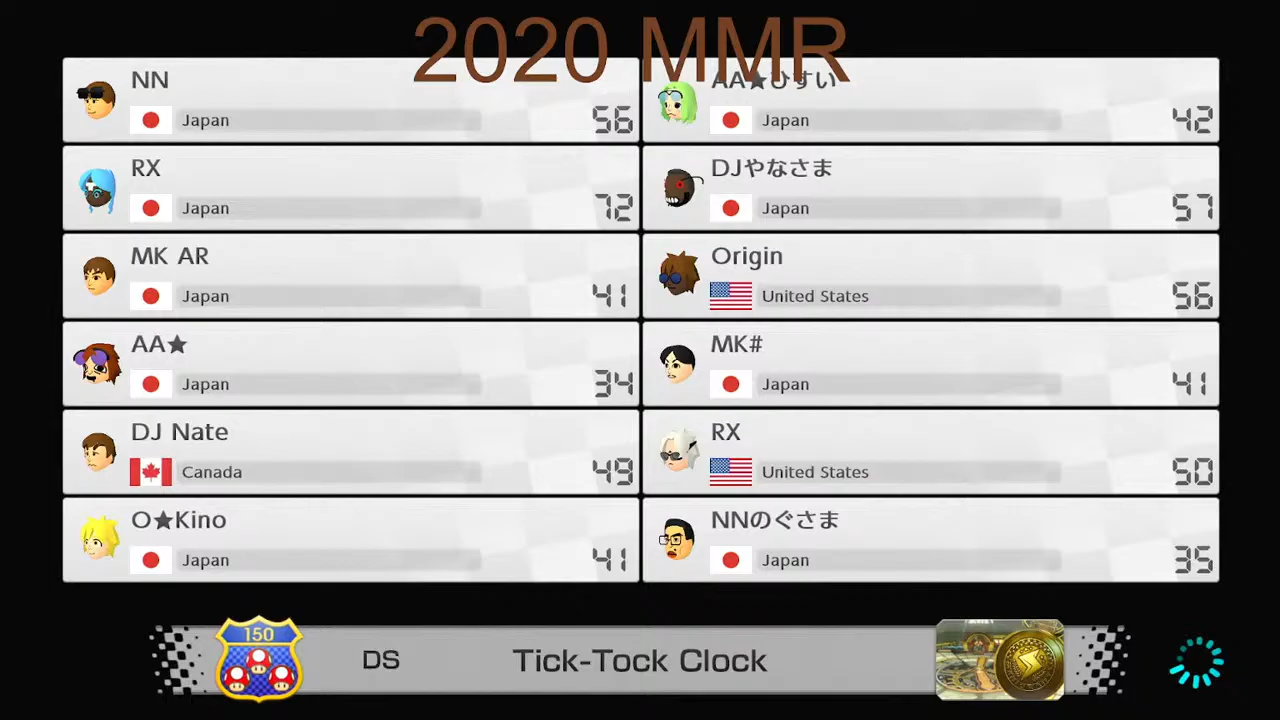 2020 MMR
NN
Japan
56
AA★ひすい
Japan
42
RX
Japan
72
DJやなさま
Japan
57
MK AR
Japan
41
Origin
United States
56
AA★
Japan
34
MK#
Japan
41
DJ Nate
Canada
49
RX
United States
50
O★Kino
Japan
41
NNのぐさま
Japan
35
150
DS
Tick-Tock Clock